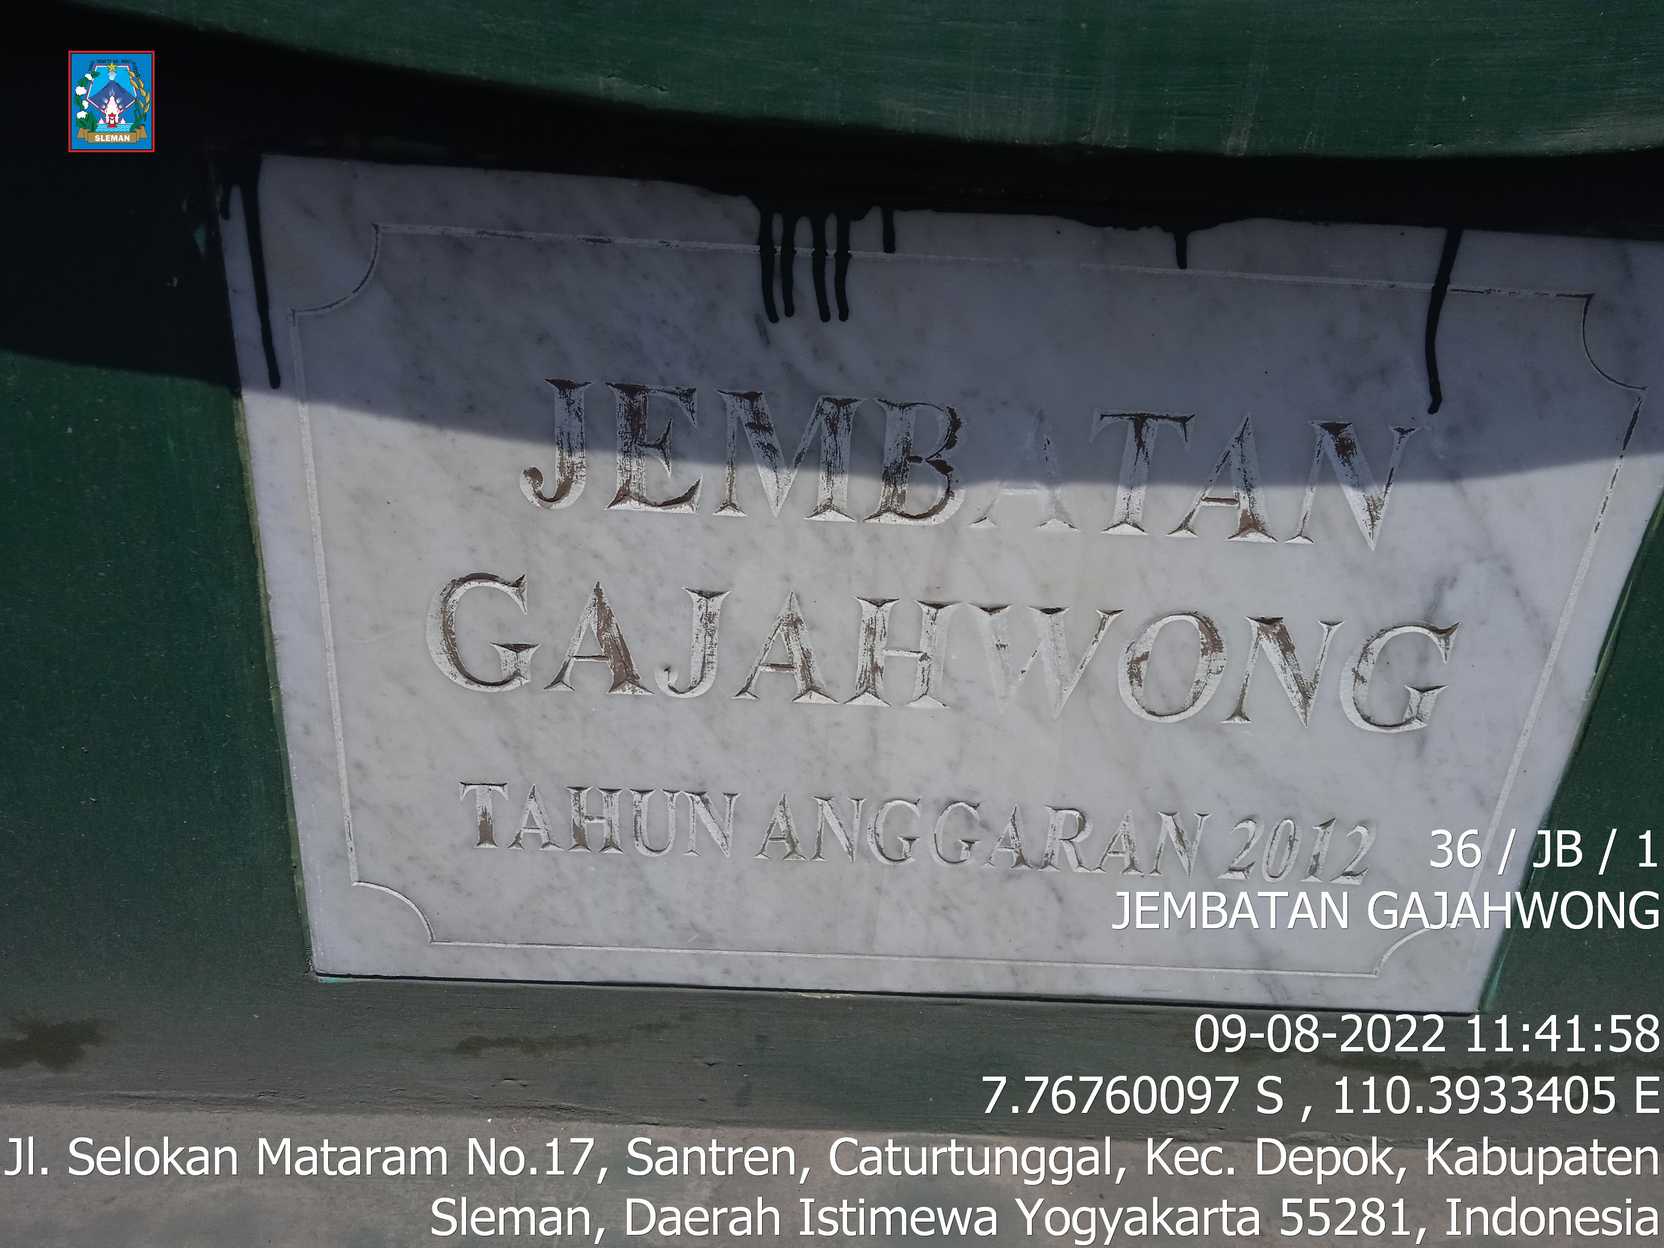 SLEMAN
JEMBATAN
GAJAHWONG
TAHUN ANGGARAN 2012
36 / JB / 1
JEMBATAN GAJAHWONG
09-08-2022 11:41:58
7.76760097 S , 110.3933405 E
Jl. Selokan Mataram No.17, Santren, Caturtunggal, Kec. Depok, Kabupaten
Sleman, Daerah Istimewa Yogyakarta 55281, Indonesia